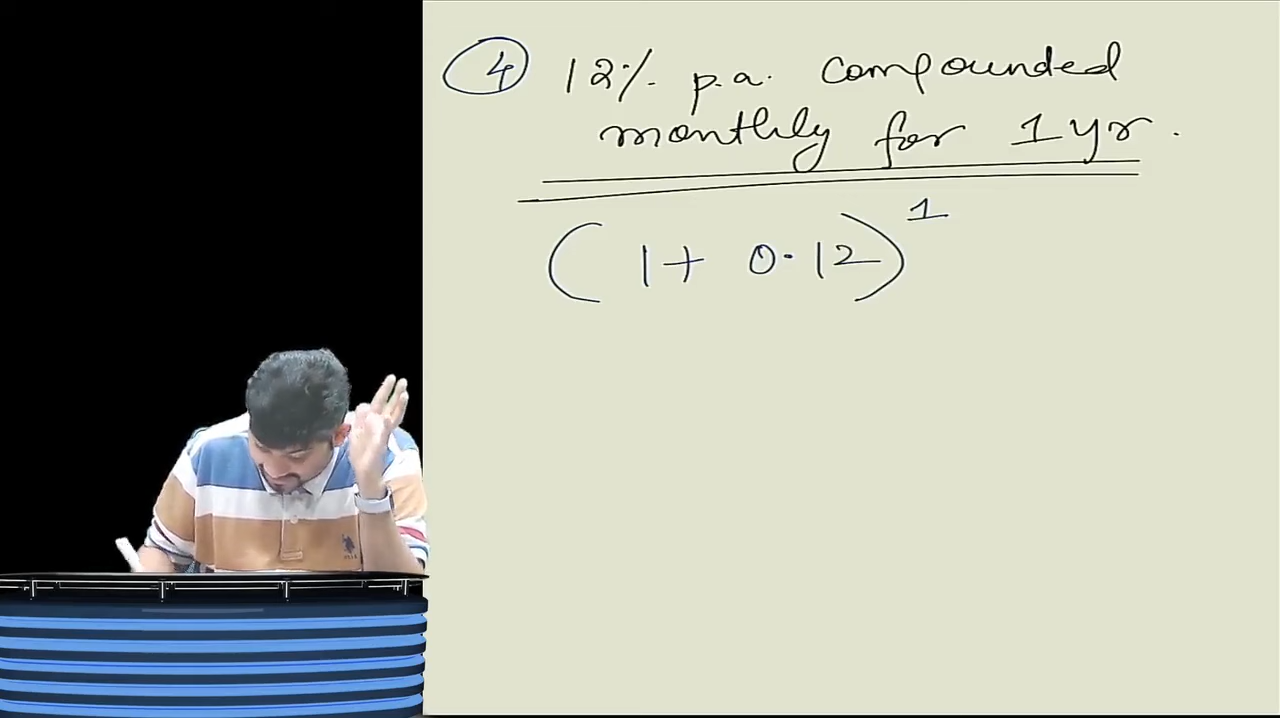 4 12% p.a. compounded
monthly for 1 yr.
(1 + 0.12)^1